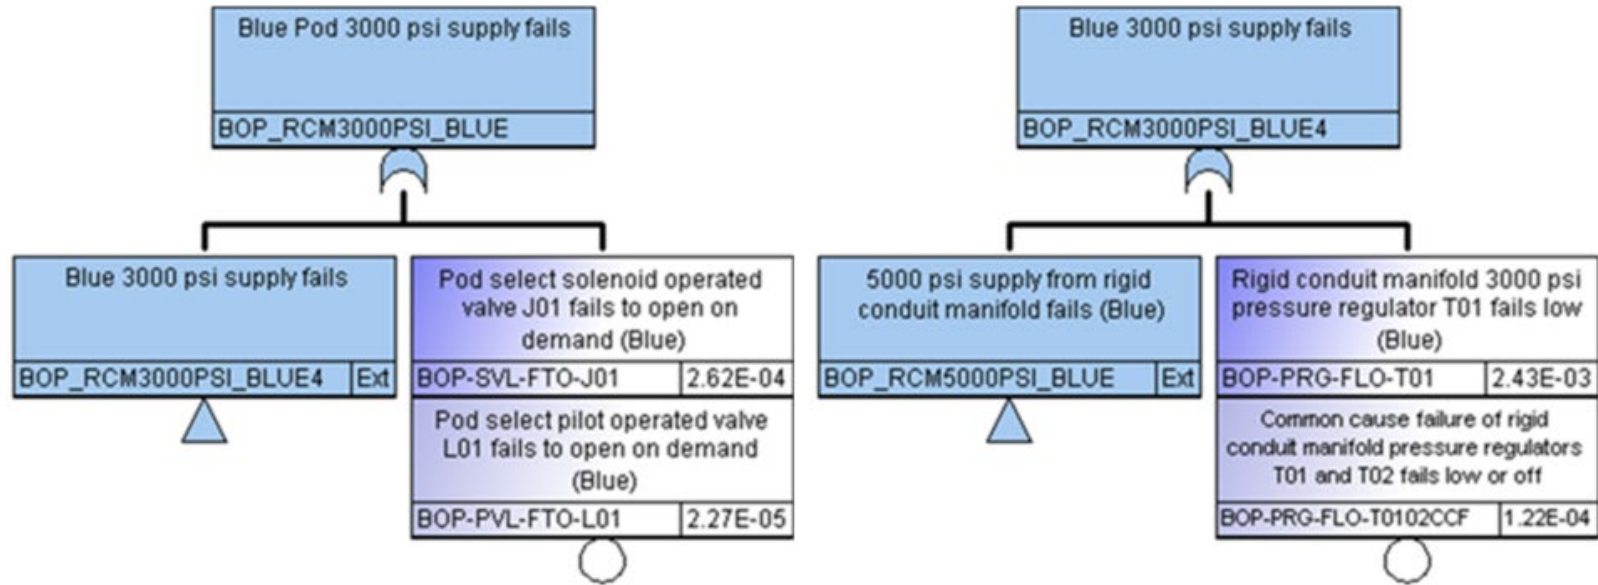 Blue Pod 3000 psi supply fails
BOP_RCM3000PSI_BLUE
Blue 3000 psi supply fails
BOP_RCM3000PSI_BLUE4 Ext
Pod select solenoid operated
valve J01 fails to open on
demand (Blue)
BOP-SVL-FTO-J01 2.62E-04
Pod select pilot operated valve
L01 fails to open on demand
(Blue)
BOP-PVL-FTO-L01 2.27E-05
Blue 3000 psi supply fails
BOP_RCM3000PSI_BLUE4
5000 psi supply from rigid
conduit manifold fails (Blue)
BOP_RCM5000PSI_BLUE Ext
Rigid conduit manifold 3000 psi
pressure regulator T01 fails low
(Blue)
BOP-PRG-FLO-T01 2.43E-03
Common cause failure of rigid
conduit manifold pressure regulators
T01 and T02 fails low or off
BOP-PRG-FLO-T0102CCF 1.22E-04